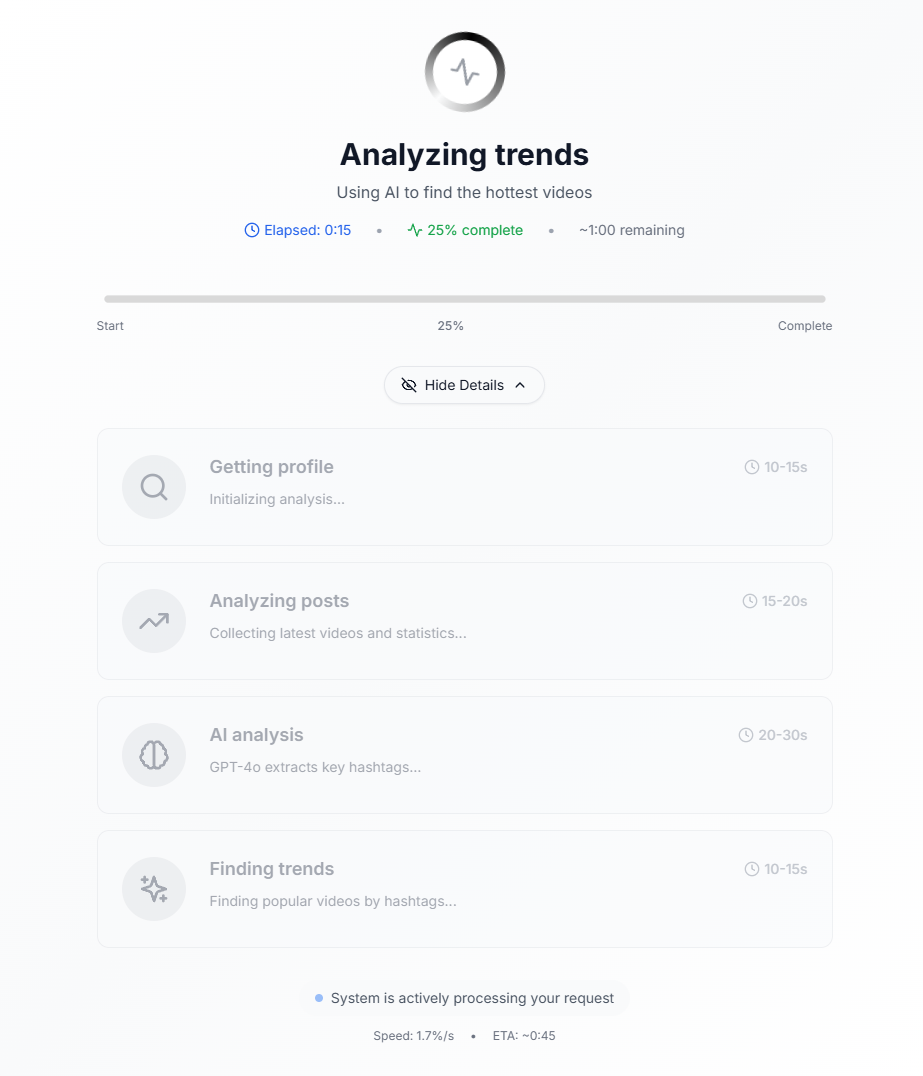 Analyzing trends
Using AI to find the hottest videos
Elapsed: 0:15 • 25% complete • ~1:00 remaining
Start 25% Complete
Hide Details
Getting profile 10-15s
Initializing analysis...
Analyzing posts 15-20s
Collecting latest videos and statistics...
AI analysis 20-30s
GPT-4o extracts key hashtags...
Finding trends 10-15s
Finding popular videos by hashtags...
System is actively processing your request
Speed: 1.7%/s • ETA: ~0:45